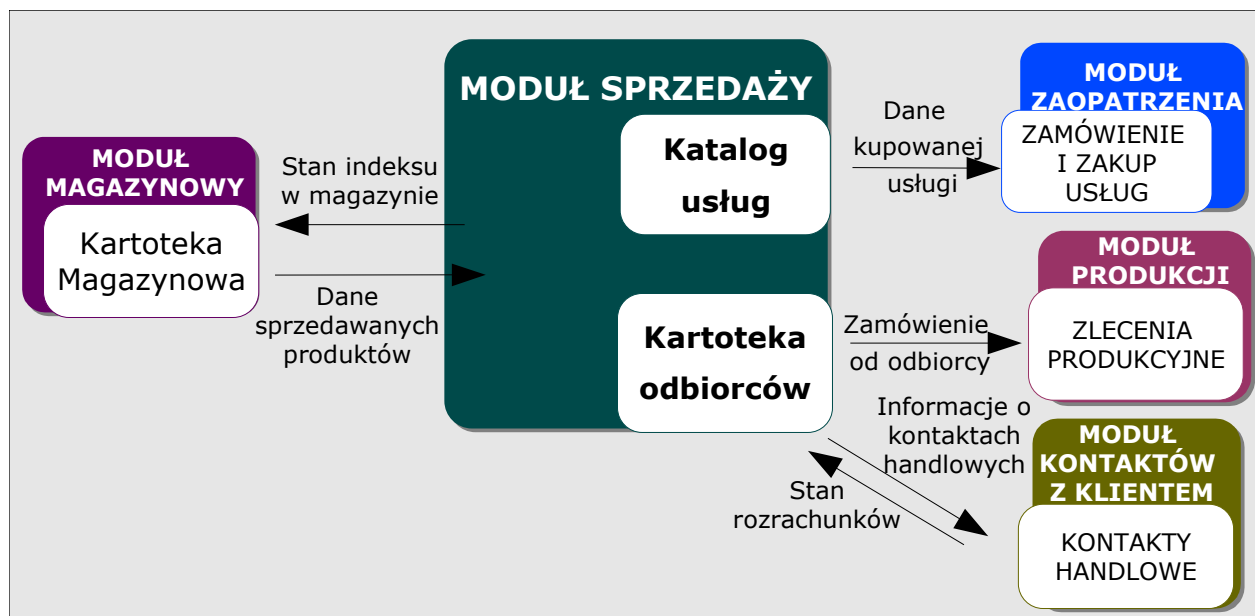 MODUŁ SPRZEDAŻY
Katalog
usług
Kartoteka
odbiorców
MODUŁ
MAGAZYNOWY
Kartoteka
Magazynowa
Stan indeksu
w magazynie
Dane
sprzedawanych
produktów
Dane
kupowanej
usługi
MODUŁ
ZAOPATRZENIA
ZAMÓWIENIE
I ZAKUP
USŁUG
Zamówienie
od odbiorcy
MODUŁ
PRODUKCJI
ZLECENIA
PRODUKCYJNE
Informacje o
kontaktach
handlowych
Stan
rozrachunków
MODUŁ
KONTAKTÓW
Z KLIENTEM
KONTAKTY
HANDLOWE